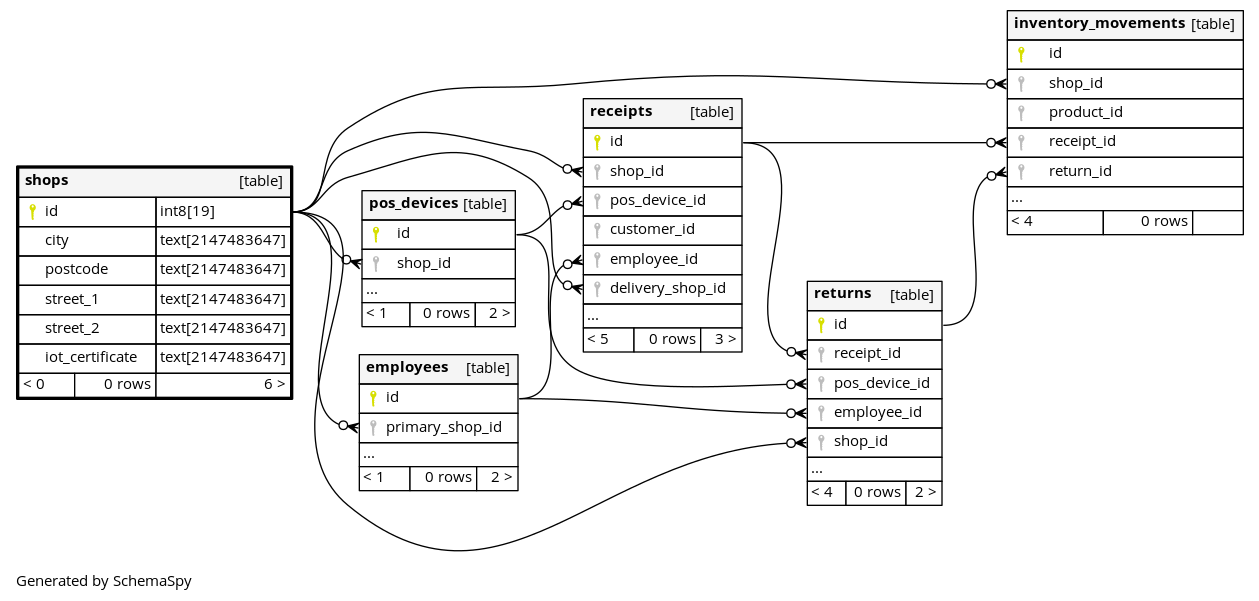 shops [table]
id int8[19]
city text[2147483647]
postcode text[2147483647]
street_1 text[2147483647]
street_2 text[2147483647]
iot_certificate text[2147483647]
< 0 0 rows 6 >
pos_devices [table]
id
shop_id
...
< 1 0 rows 2 >
employees [table]
id
primary_shop_id
...
< 1 0 rows 2 >
receipts [table]
id
shop_id
pos_device_id
customer_id
employee_id
delivery_shop_id
...
< 5 0 rows 3 >
returns [table]
id
receipt_id
pos_device_id
employee_id
shop_id
...
< 4 0 rows 2 >
inventory_movements [table]
id
shop_id
product_id
receipt_id
return_id
...
< 4 0 rows
Generated by SchemaSpy